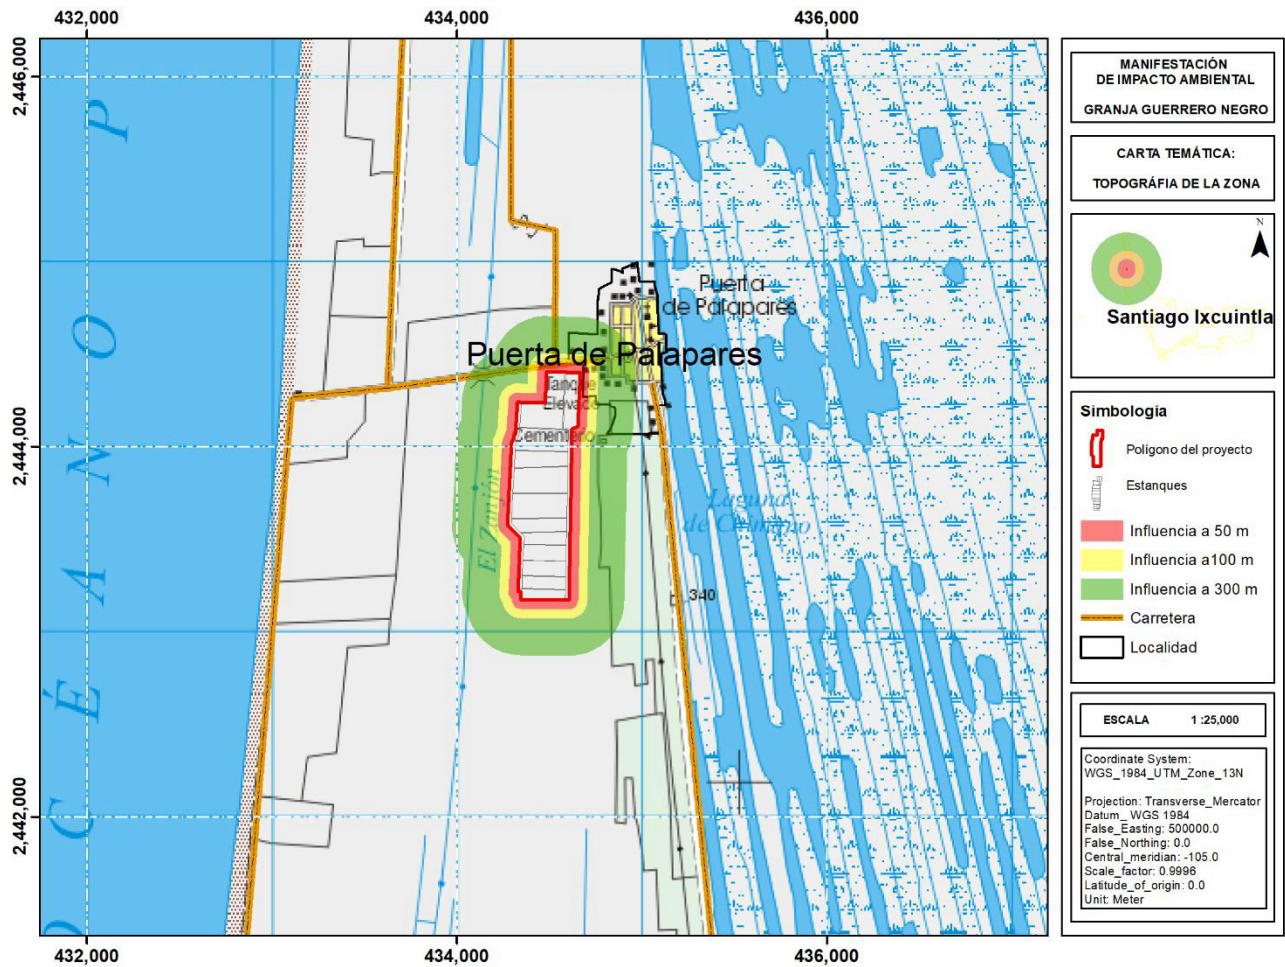 432,000
434,000
436,000
2,446,000
2,444,000
2,442,000
OCÉANO P
Puerta
de Palapares
Puerta de Palapares
Tanque
Elevado
Cementerio
El Zanjón
Laguna
340
432,000
434,000
436,000
MANIFESTACIÓN
DE IMPACTO AMBIENTAL
GRANJA GUERRERO NEGRO
CARTA TEMÁTICA:
TOPOGRÁFIA DE LA ZONA
N
Santiago Ixcuintla
Simbología
Polígono del proyecto
Estanques
Influencia a 50 m
Influencia a100 m
Influencia a 300 m
Carretera
Localidad
ESCALA 1 :25,000
Coordinate System:
WGS_1984_UTM_Zone_13N
Projection: Transverse_Mercator
Datum_ WGS 1984
False_Easting: 500000.0
False_Northing: 0.0
Central_meridian: -105.0
Scale_factor: 0.9996
Latitude_of_origin: 0.0
Unit: Meter